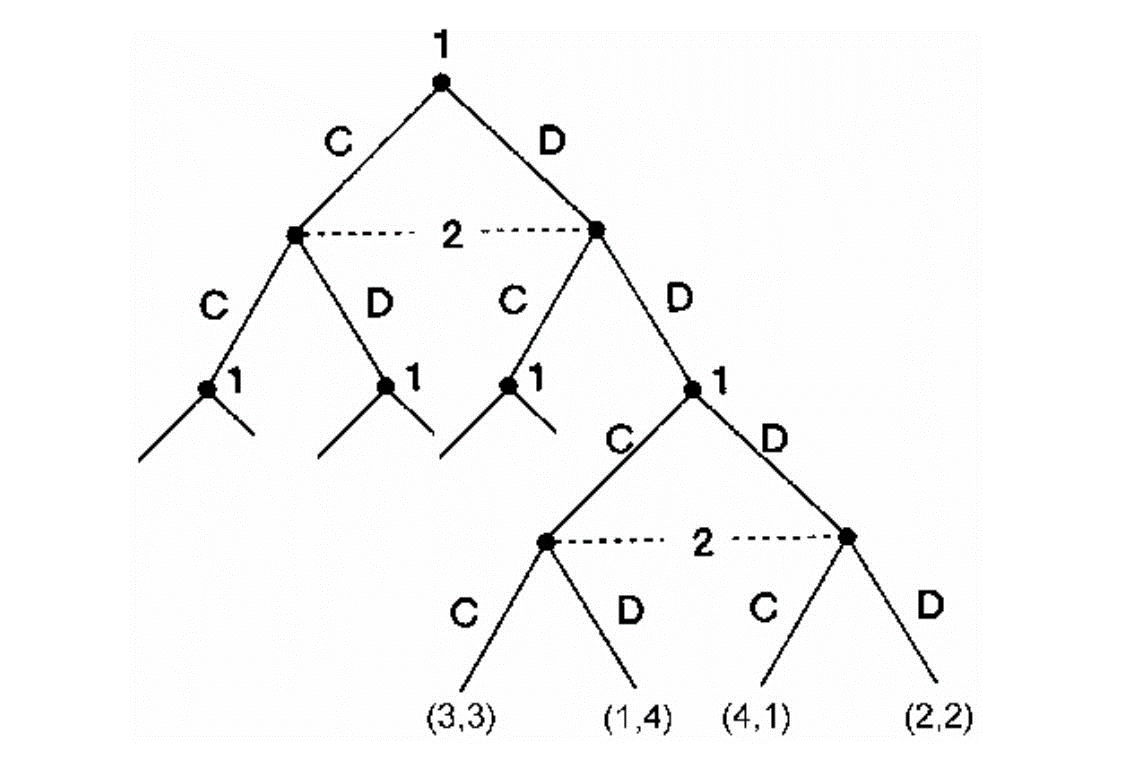 1
C D
2
C D C D
1 1 1 1
C D
2
C D C D
(3,3) (1,4) (4,1) (2,2)